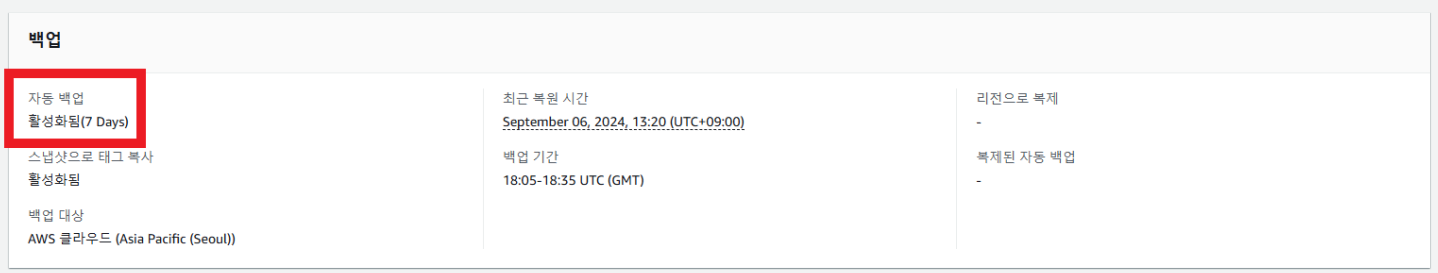 백업
자동 백업
활성화됨(7 Days)
스냅샷으로 태그 복사
활성화됨
백업 대상
AWS 클라우드 (Asia Pacific (Seoul))
최근 복원 시간
September 06, 2024, 13:20 (UTC+09:00)
백업 기간
18:05-18:35 UTC (GMT)
리전으로 복제
-
복제된 자동 백업
-